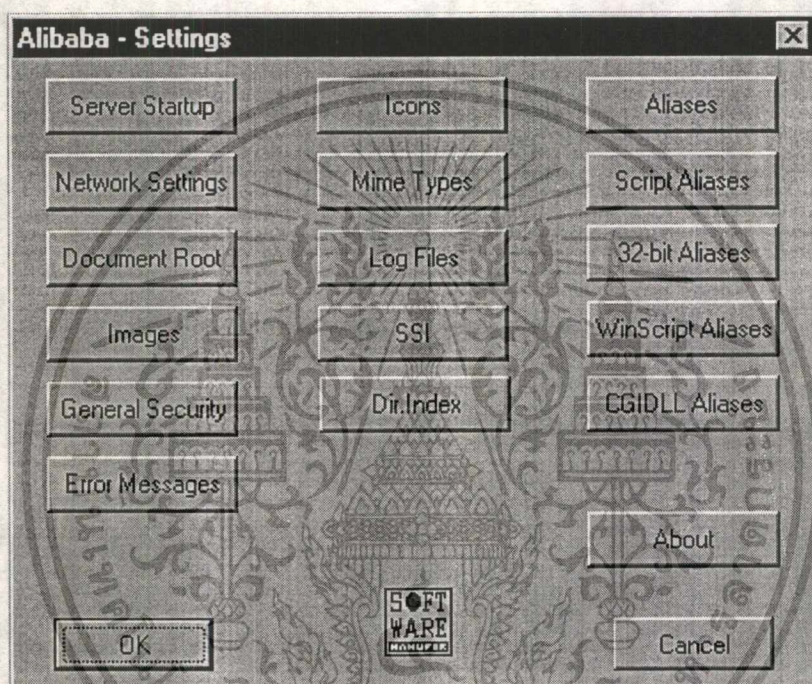 Alibaba - Settings
Server Startup
Icons
Aliases
Network Settings
Mime Types
Script Aliases
Document Root
Log Files
32-bit Aliases
Images
SSI
WinScript Aliases
General Security
Dir.Index
CGIDLL Aliases
Error Messages
About
SOFT
WARE
OK
Cancel